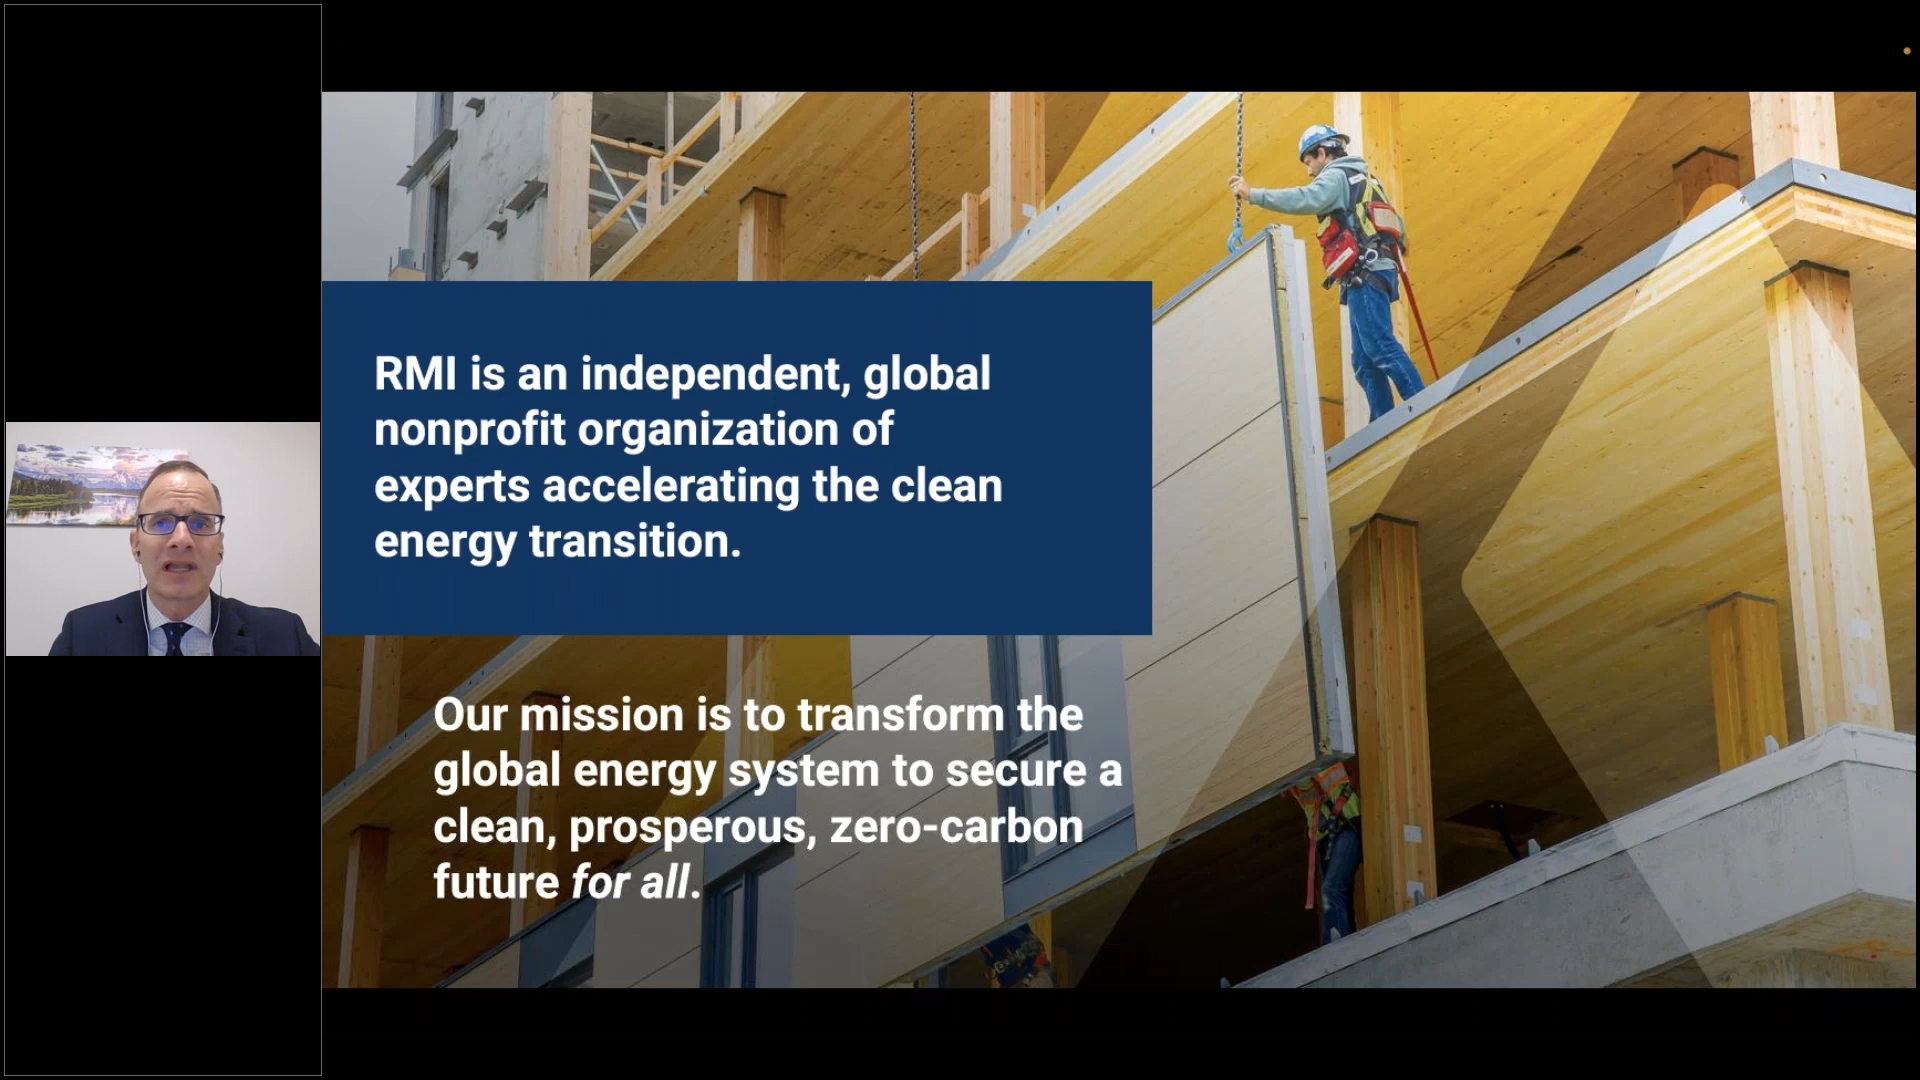 RMI is an independent, global
nonprofit organization of
experts accelerating the clean
energy transition.
Our mission is to transform the
global energy system to secure a
clean, prosperous, zero-carbon
future for all.